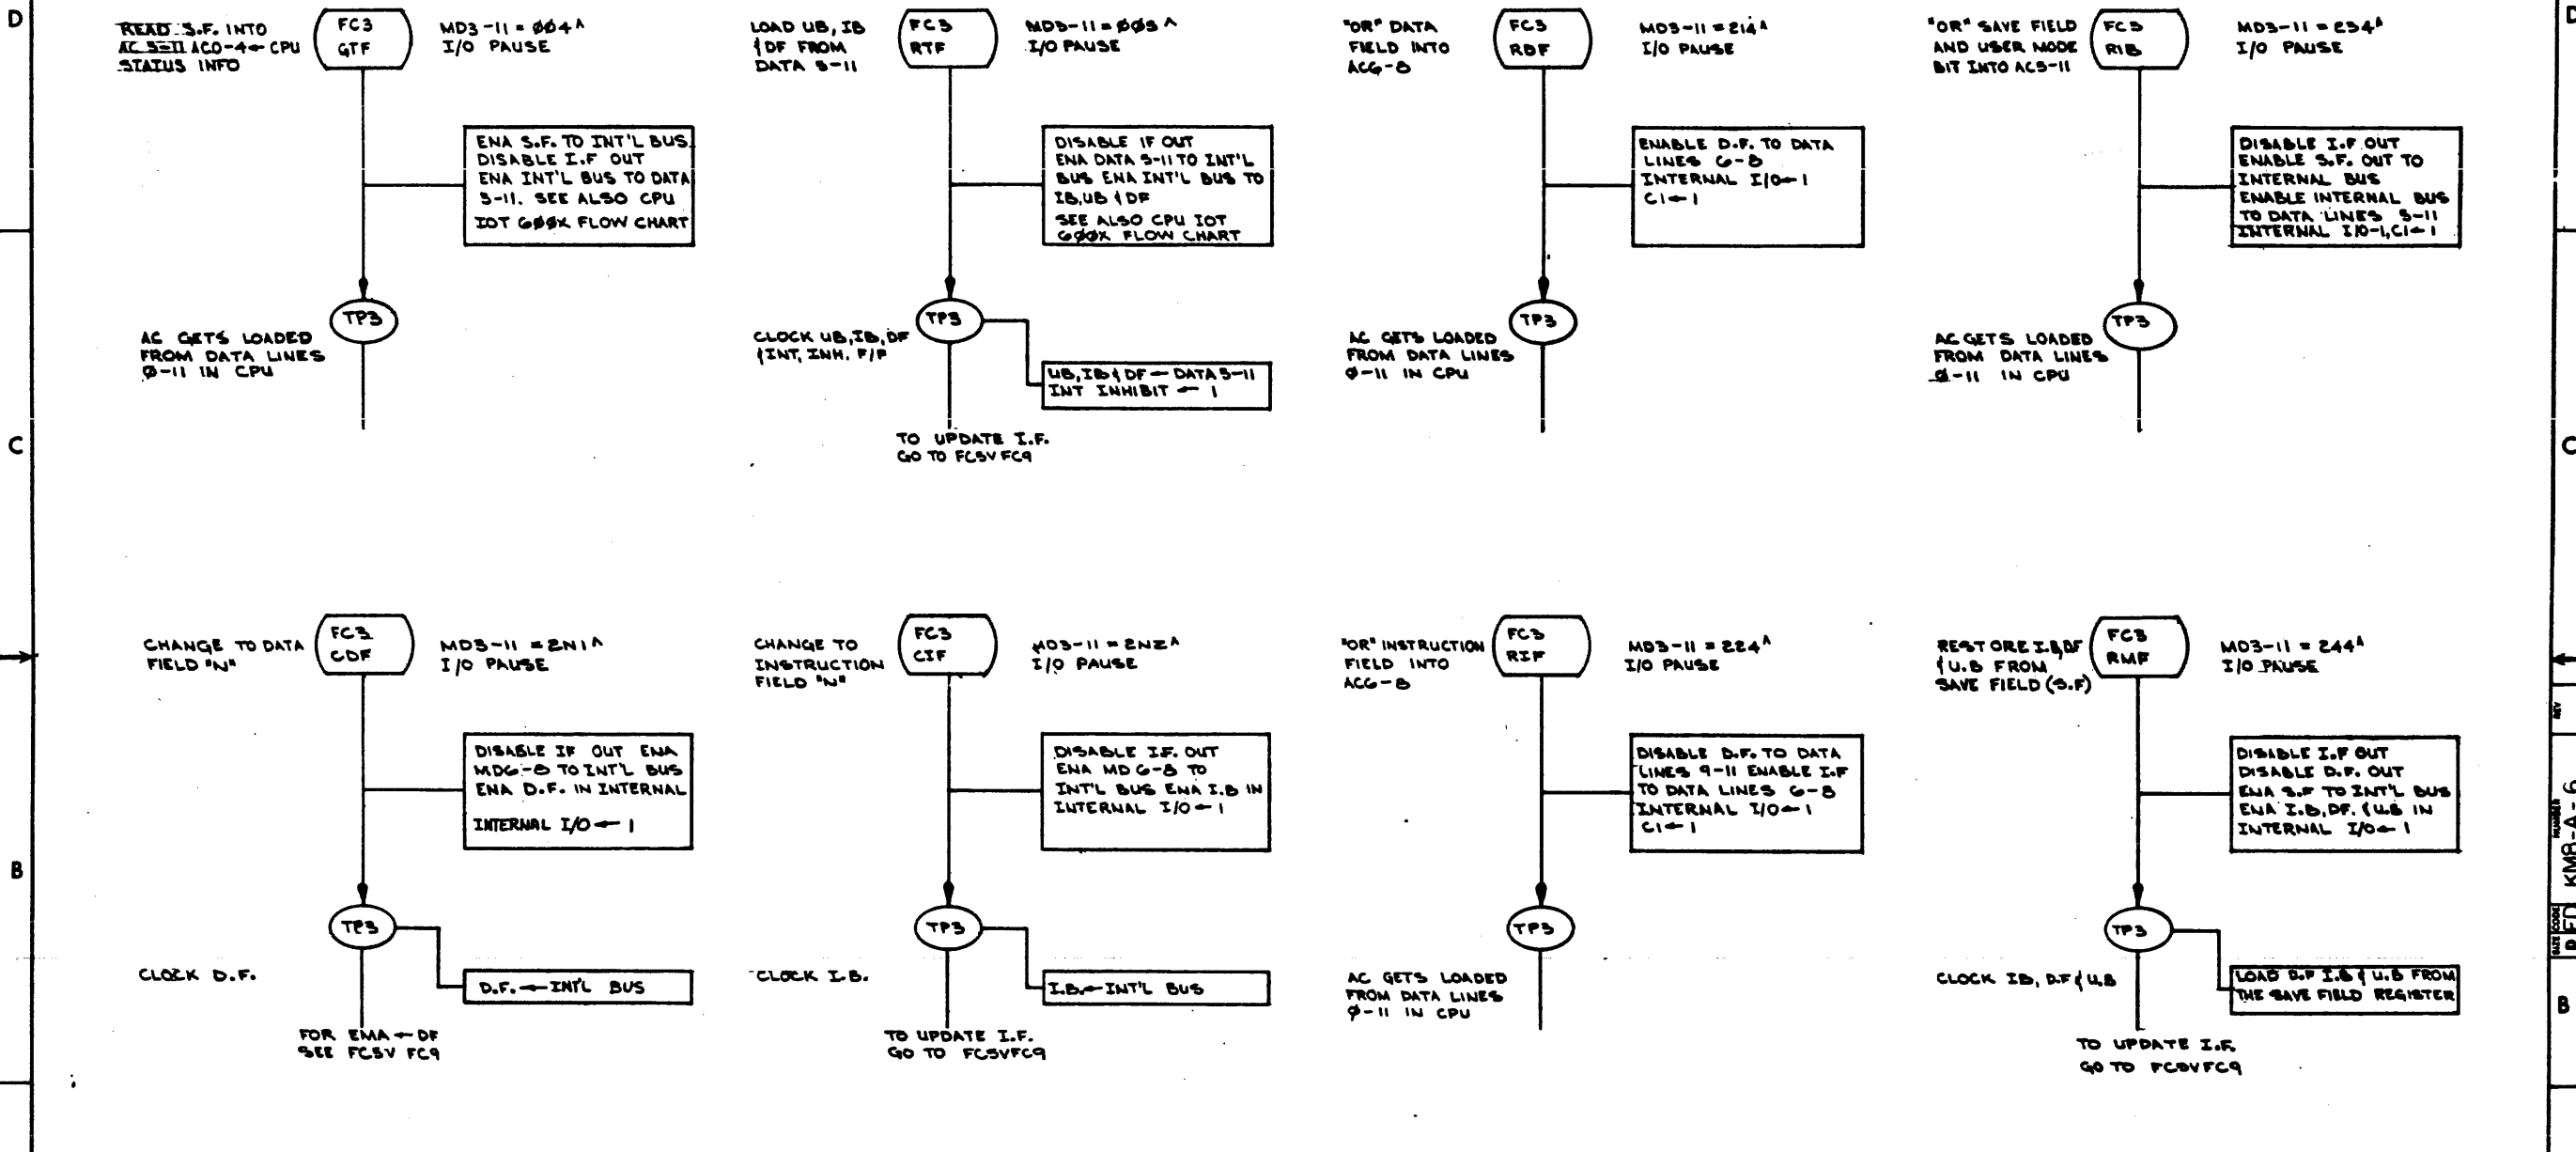 D
READ S.F. INTO
AC 5-11 AC0-4← CPU
STATUS INFO
FC3
GTF
MD3-11 = ØØ4 ∧
I/O PAUSE
ENA S.F. TO INT'L BUS
DISABLE I.F OUT
ENA INT'L BUS TO DATA
5-11. SEE ALSO CPU
IOT 6ØØX FLOW CHART
TP3
AC GETS LOADED
FROM DATA LINES
Ø-11 IN CPU
LOAD UB, IB
& DF FROM
DATA 5-11
FC3
RTF
MD3-11 = ØØ5 ∧
I/O PAUSE
DISABLE IF OUT
ENA DATA 5-11 TO INT'L
BUS ENA INT'L BUS TO
IB,UB & DF
SEE ALSO CPU IOT
6ØØX FLOW CHART
TP3
CLOCK UB, IB, DF
& INT. INH. F/F
UB, IB & DF ← DATA 5-11
INT INHIBIT ← 1
TO UPDATE I.F.
GO TO FC5V FC9
"OR" DATA
FIELD INTO
AC6-8
FC3
RDF
MD3-11 = 214 ∧
I/O PAUSE
ENABLE D.F. TO DATA
LINES 6-8
INTERNAL I/O← 1
C1← 1
TP3
AC GETS LOADED
FROM DATA LINES
Ø-11 IN CPU
"OR" SAVE FIELD
AND USER MODE
BIT INTO AC5-11
FC3
RIB
MD3-11 = 234 ∧
I/O PAUSE
DISABLE I.F OUT
ENABLE S.F. OUT TO
INTERNAL BUS
ENABLE INTERNAL BUS
TO DATA LINES 5-11
INTERNAL I/O-1, C1← 1
TP3
AC GETS LOADED
FROM DATA LINES
Ø-11 IN CPU
D
C
C
CHANGE TO DATA
FIELD "N"
FC3
CDF
MD3-11 = 2N1 ∧
I/O PAUSE
DISABLE IF OUT ENA
MD6-8 TO INT'L BUS
ENA D.F. IN INTERNAL
INTERNAL I/O ← 1
TP3
CLOCK D.F.
D.F. ← INT'L BUS
FOR EMA ← DF
SEE FC5V FC9
CHANGE TO
INSTRUCTION
FIELD "N"
FC3
CIF
MD3-11 = 2N2 ∧
I/O PAUSE
DISABLE I.F. OUT
ENA MD 6-8 TO
INT'L BUS ENA I.B IN
INTERNAL I/O ← 1
TP3
CLOCK I.B.
I.B. ← INT'L BUS
TO UPDATE I.F.
GO TO FC5VFC9
"OR" INSTRUCTION
FIELD INTO
AC6-8
FC3
RIF
MD3-11 = 224 ∧
I/O PAUSE
DISABLE D.F. TO DATA
LINES 9-11 ENABLE I.F
TO DATA LINES 6-8
INTERNAL I/O← 1
C1← 1
TP3
AC GETS LOADED
FROM DATA LINES
Ø-11 IN CPU
RESTORE I.B,DF
& U.B FROM
SAVE FIELD (S.F)
FC3
RMF
MD3-11 = 244 ∧
I/O PAUSE
DISABLE I.F OUT
DISABLE D.F. OUT
ENA S.F TO INT'L BUS
ENA I.B, DF. & U.B IN
INTERNAL I/O← 1
TP3
CLOCK IB, D.F & U.B
LOAD D.F I.B & U.B FROM
THE SAVE FIELD REGISTER
TO UPDATE I.F.
GO TO FC5VFC9
B
B
REV
NUMBER
KM8-A-6
SIZE CODE